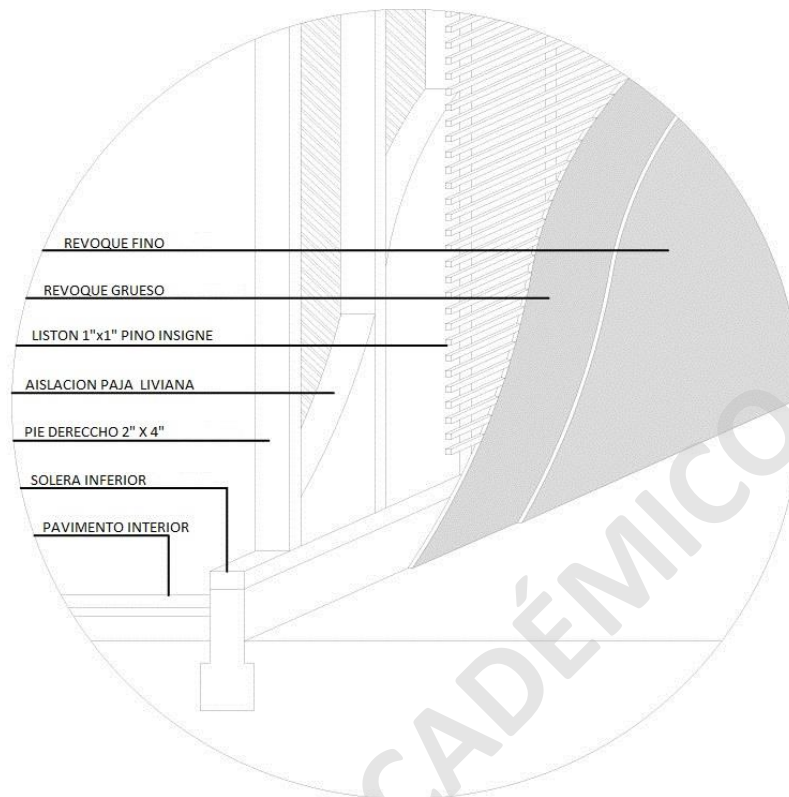 REVOQUE FINO
REVOQUE GRUESO
LISTON 1"x1" PINO INSIGNE
AISLACION PAJA LIVIANA
PIE DERECCHO 2" X 4"
SOLERA INFERIOR
PAVIMENTO INTERIOR
CADÉMICO